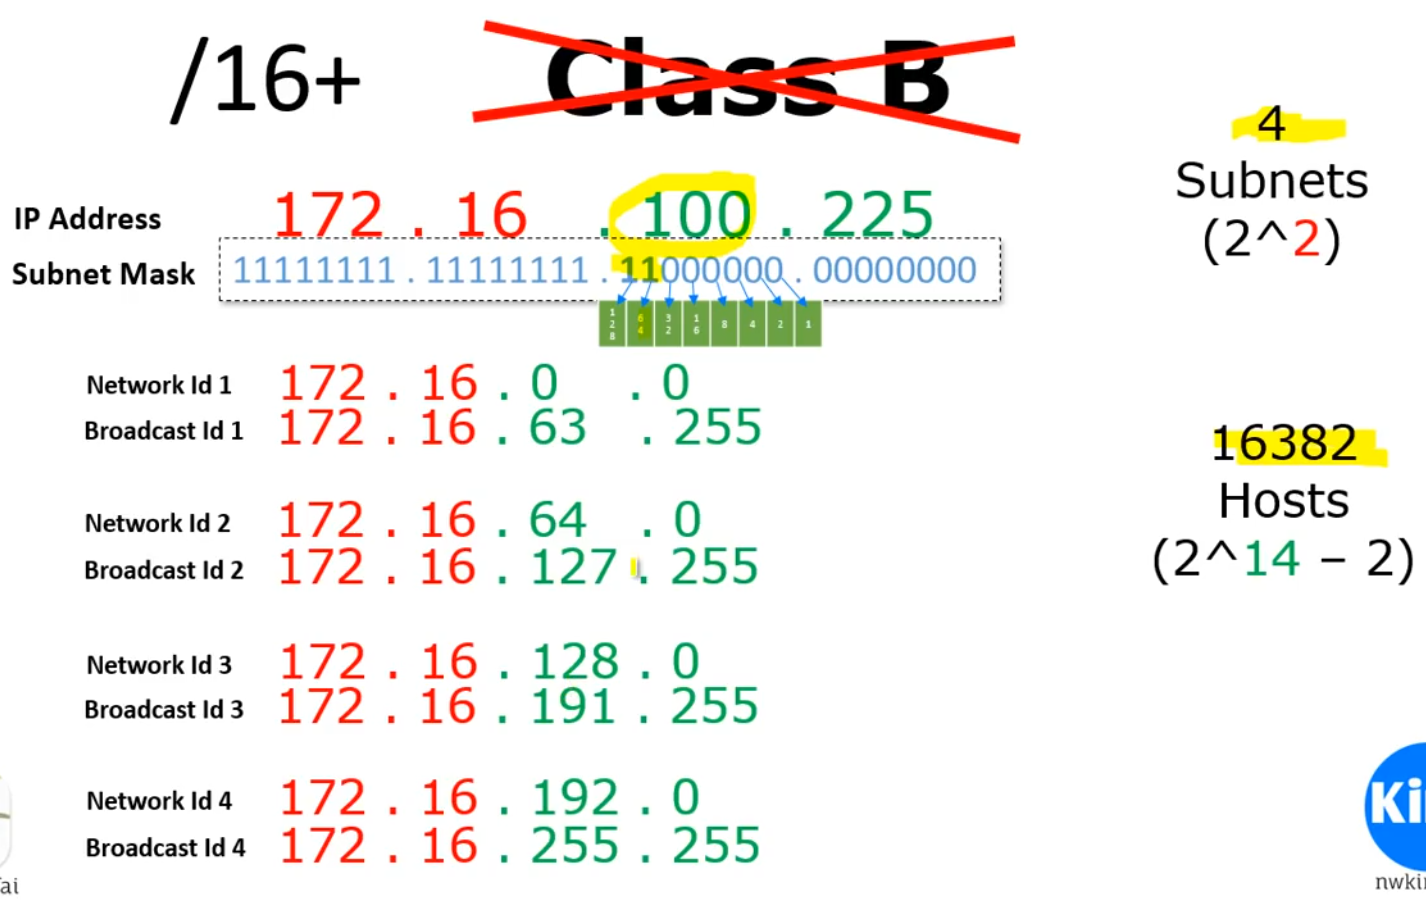 /16+ Class B
4
Subnets
(2^2)
IP Address 172 . 16 . 100 . 225
Subnet Mask 11111111 . 11111111 . 11000000 . 00000000
128 64 32 16 8 4 2 1
Network Id 1 172 . 16 . 0 . 0
Broadcast Id 1 172 . 16 . 63 . 255
16382
Hosts
(2^14 – 2)
Network Id 2 172 . 16 . 64 . 0
Broadcast Id 2 172 . 16 . 127 . 255
Network Id 3 172 . 16 . 128 . 0
Broadcast Id 3 172 . 16 . 191 . 255
Network Id 4 172 . 16 . 192 . 0
Broadcast Id 4 172 . 16 . 255 . 255